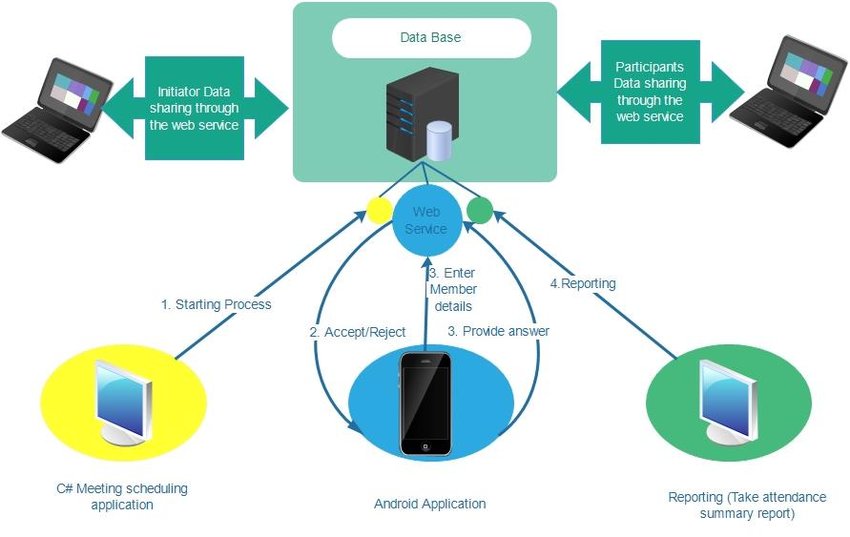 Data Base
Initiator Data
sharing through
the web service
Participants
Data sharing
through the
web service
Web
Service
1. Starting Process
2. Accept/Reject
3. Enter
Member
details
3. Provide answer
4.Reporting
C# Meeting scheduling
application
Android Application
Reporting (Take attendance
summary report)